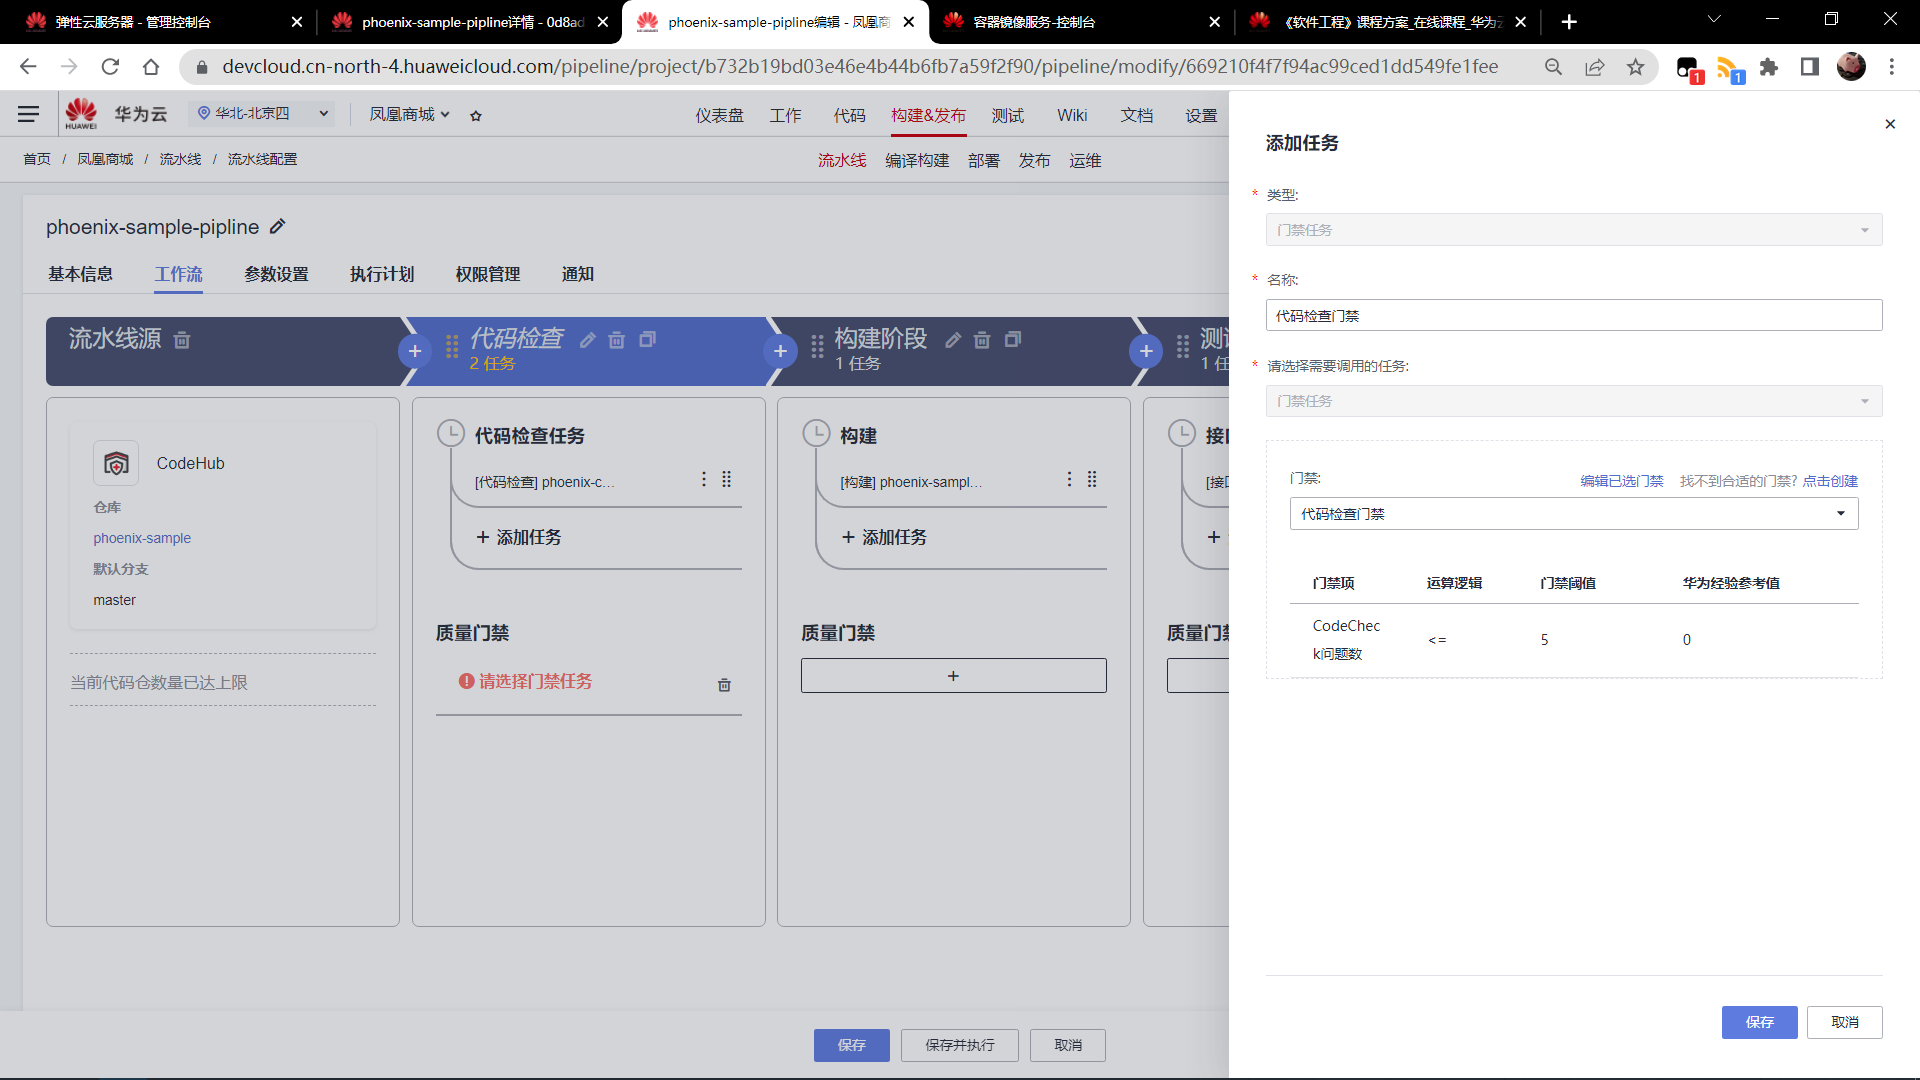 弹性云服务器 - 管理控制台
phoenix-sample-pipline详情 - 0d8ad
phoenix-sample-pipline编辑 - 凤凰商
容器镜像服务-控制台
《软件工程》课程方案_在线课程_华为云
devcloud.cn-north-4.huaweicloud.com/pipeline/project/b732b19bd03e46e4b44b6fb7a59f2f90/pipeline/modify/669210f4f7f94ac99ced1dd549fe1fee
1
1
HUAWEI
华为云
华北-北京四
凤凰商城
仪表盘
工作
代码
构建&发布
测试
Wiki
文档
设置
首页 / 凤凰商城 / 流水线 / 流水线配置
流水线
编译构建
部署
发布
运维
phoenix-sample-pipline
基本信息
工作流
参数设置
执行计划
权限管理
通知
流水线源
代码检查
2 任务
构建阶段
1 任务
测试
1 任
CodeHub
仓库
phoenix-sample
默认分支
master
当前代码仓数量已达上限
代码检查任务
[代码检查] phoenix-c...
+ 添加任务
质量门禁
请选择门禁任务
构建
[构建] phoenix-sampl...
+ 添加任务
质量门禁
+
接口
[接口
+
质量门禁
保存
保存并执行
取消
添加任务
* 类型:
门禁任务
* 名称:
代码检查门禁
* 请选择需要调用的任务:
门禁任务
门禁:
编辑已选门禁
找不到合适的门禁? 点击创建
代码检查门禁
门禁项
运算逻辑
门禁阈值
华为经验参考值
CodeChec
k问题数
<=
5
0
保存
取消